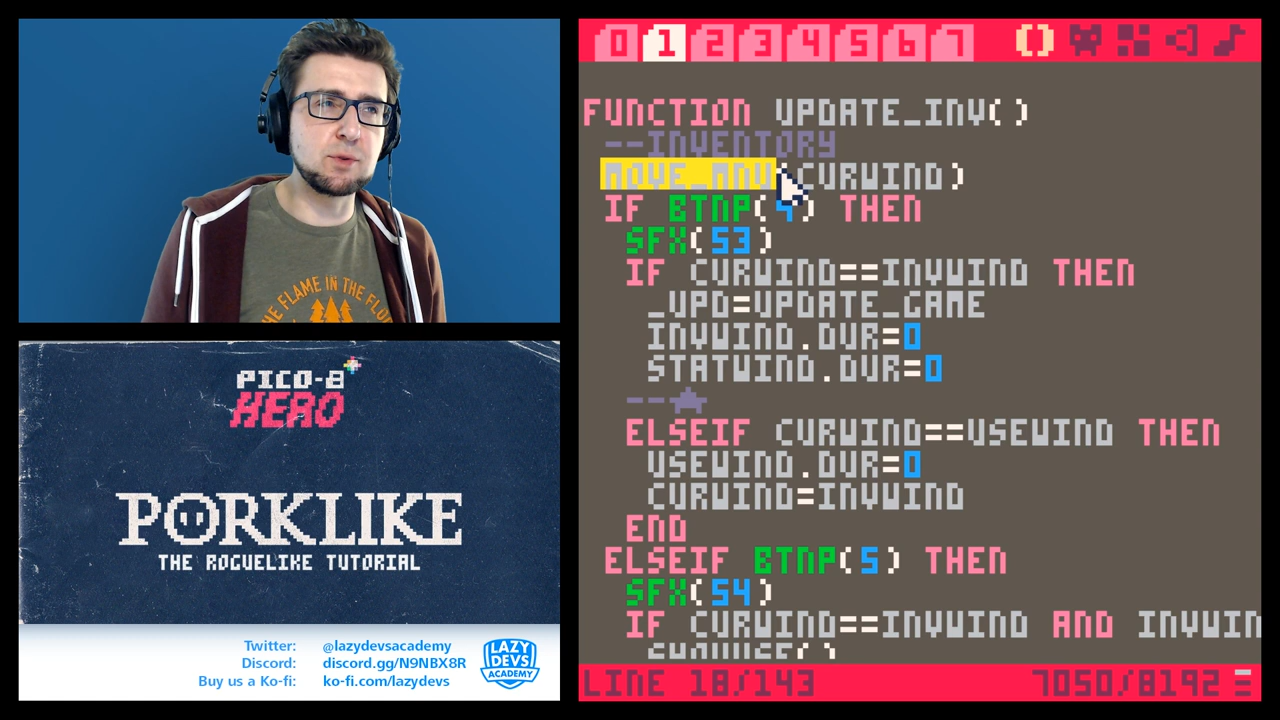 THE FLAME IN THE FLOOD
PICO-8
HERO
PORKLIKE
THE ROGUELIKE TUTORIAL
Twitter: @lazydevsacademy
Discord: discord.gg/N9NBX8R
Buy us a Ko-fi: ko-fi.com/lazydevs
LAZY
DEVS
ACADEMY
0 1 2 3 4 5 6 7
FUNCTION UPDATE_INV()
--INVENTORY
MOVE_MNU(CURWIND)
IF BTNP(4) THEN
SFX(53)
IF CURWIND==INVWIND THEN
_UPD=UPDATE_GAME
INVWIND.DUR=0
STATWIND.DUR=0
--
ELSEIF CURWIND==USEWIND THEN
USEWIND.DUR=0
CURWIND=INVWIND
END
ELSEIF BTNP(5) THEN
SFX(54)
IF CURWIND==INVWIND AND INVWIN
LINE 18/143 7050/8192